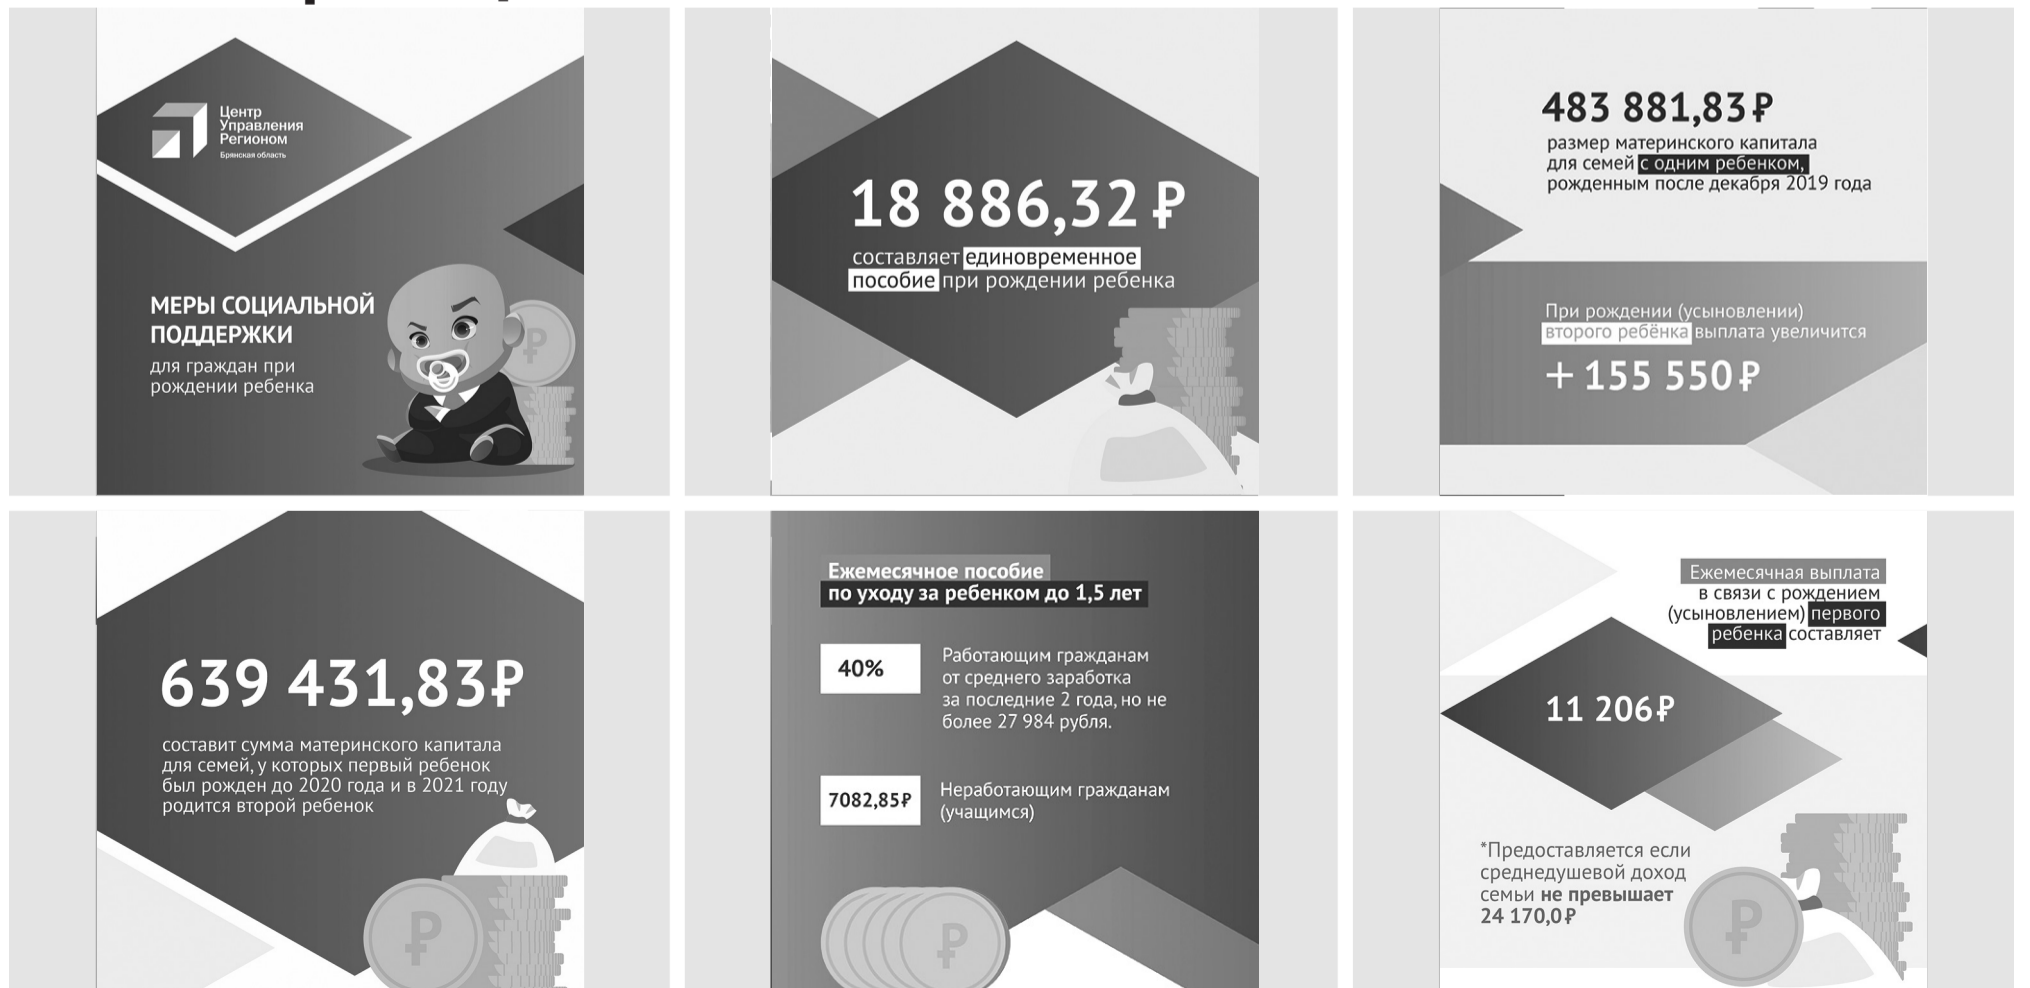 Центр
Управления
Регионом
Брянская область
МЕРЫ СОЦИАЛЬНОЙ
ПОДДЕРЖКИ
для граждан при
рождении ребенка
18 886,32 ₽
составляет единовременное
пособие при рождении ребенка
483 881,83 ₽
размер материнского капитала
для семей с одним ребенком,
рожденным после декабря 2019 года
При рождении (усыновлении)
второго ребёнка выплата увеличится
+ 155 550 ₽
639 431,83 ₽
составит сумма материнского капитала
для семей, у которых первый ребенок
был рожден до 2020 года и в 2021 году
родится второй ребенок
Ежемесячное пособие
по уходу за ребенком до 1,5 лет
40%
Работающим гражданам
от среднего заработка
за последние 2 года, но не
более 27 984 рубля.
7082,85 ₽
Неработающим гражданам
(учащимся)
Ежемесячная выплата
в связи с рождением
(усыновлением) первого
ребенка составляет
11 206 ₽
*Предоставляется если
среднедушевой доход
семьи не превышает
24 170,0 ₽